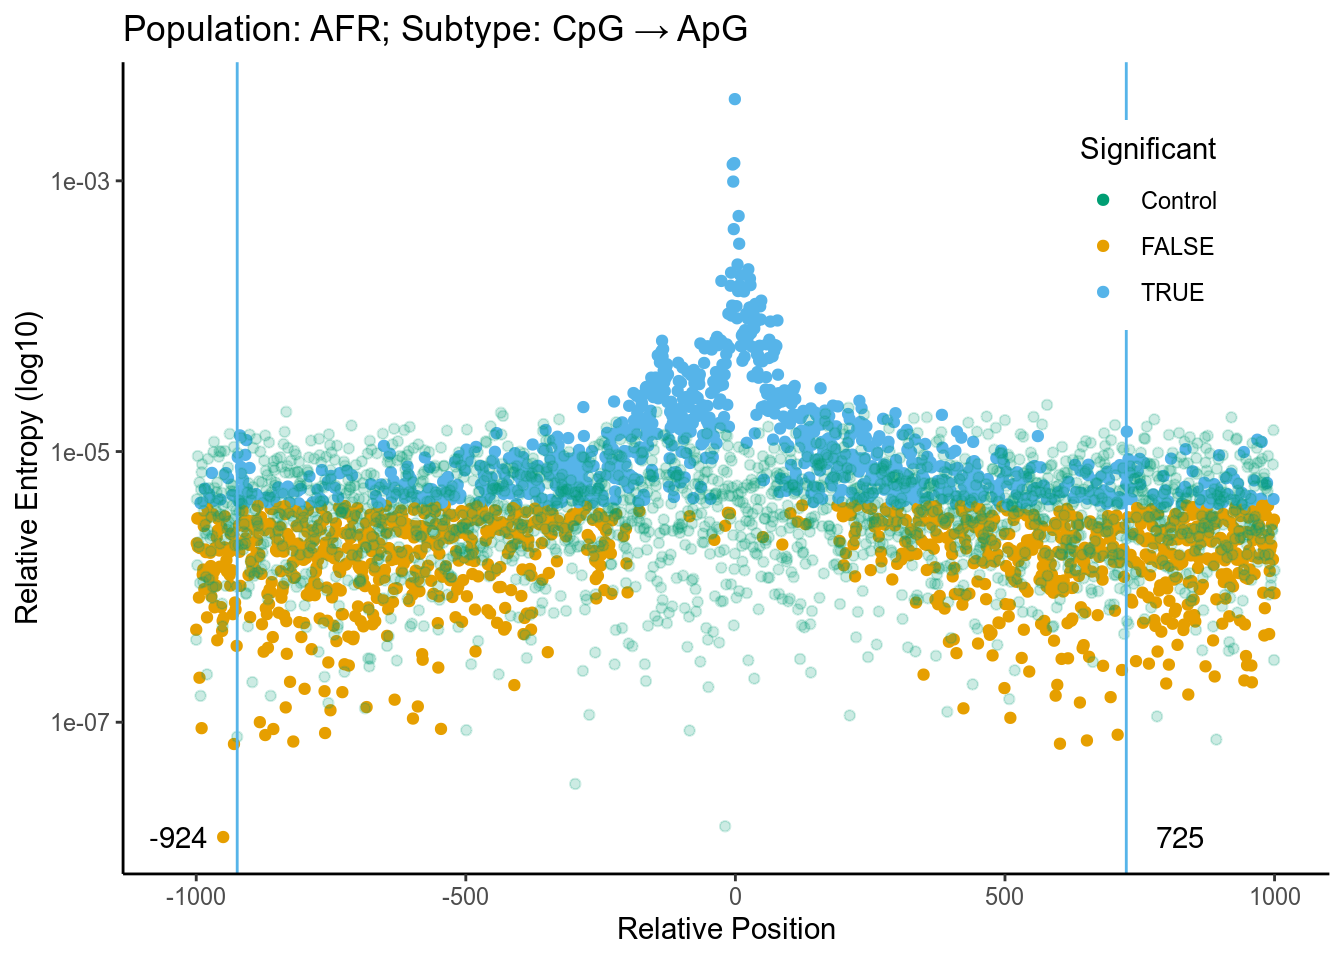 Population: AFR; Subtype: CpG → ApG
Relative Entropy (log10)
1e-03
1e-05
1e-07
Significant
Control
FALSE
TRUE
-924
725
-1000
-500
0
500
1000
Relative Position